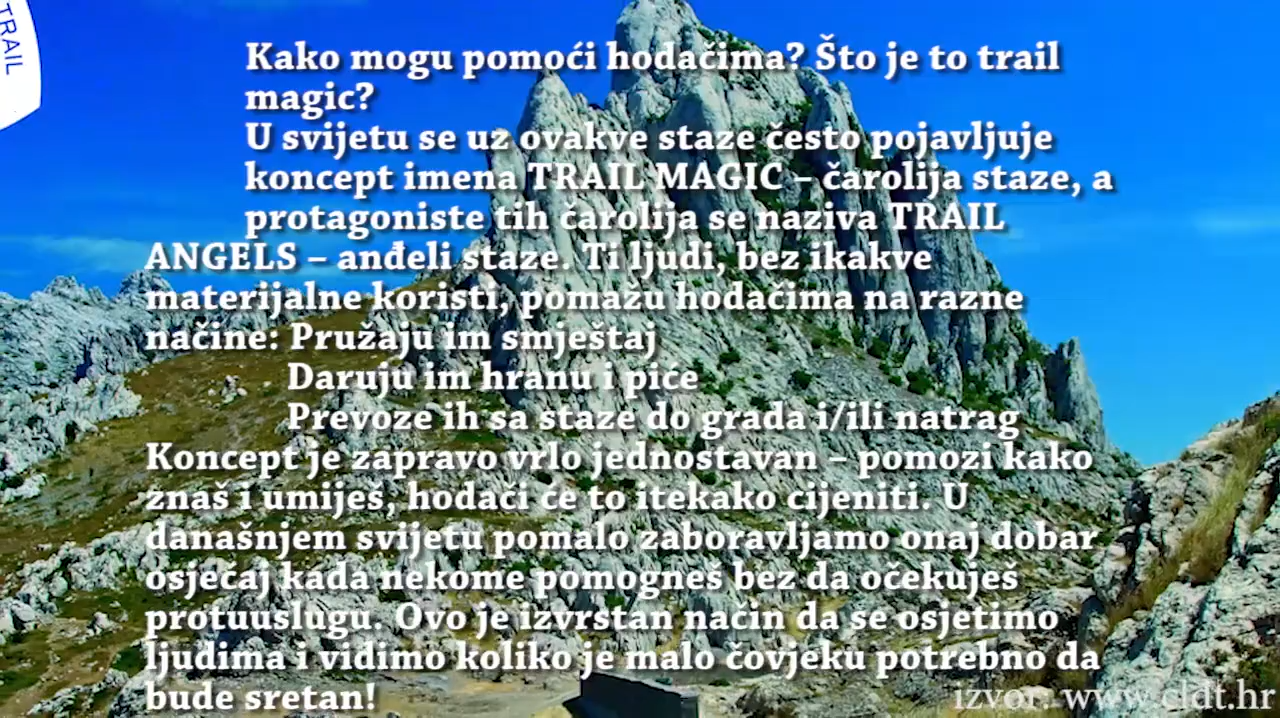 TRAIL
Kako mogu pomoći hodačima? Što je to trail
magic?
U svijetu se uz ovakve staze često pojavljuje
koncept imena TRAIL MAGIC – čarolija staze, a
protagoniste tih čarolija se naziva TRAIL
ANGELS – anđeli staze. Ti ljudi, bez ikakve
materijalne koristi, pomažu hodačima na razne
načine: Pružaju im smještaj
Daruju im hranu i piće
Prevoze ih sa staze do grada i/ili natrag
Koncept je zapravo vrlo jednostavan – pomozi kako
znaš i umiješ, hodači će to itekako cijeniti. U
današnjem svijetu pomalo zaboravljamo onaj dobar
osjećaj kada nekome pomogneš bez da očekuješ
protuuslugu. Ovo je izvrstan način da se osjetimo
ljudima i vidimo koliko je malo čovjeku potrebno da
bude sretan!
izvor: www.cldt.hr